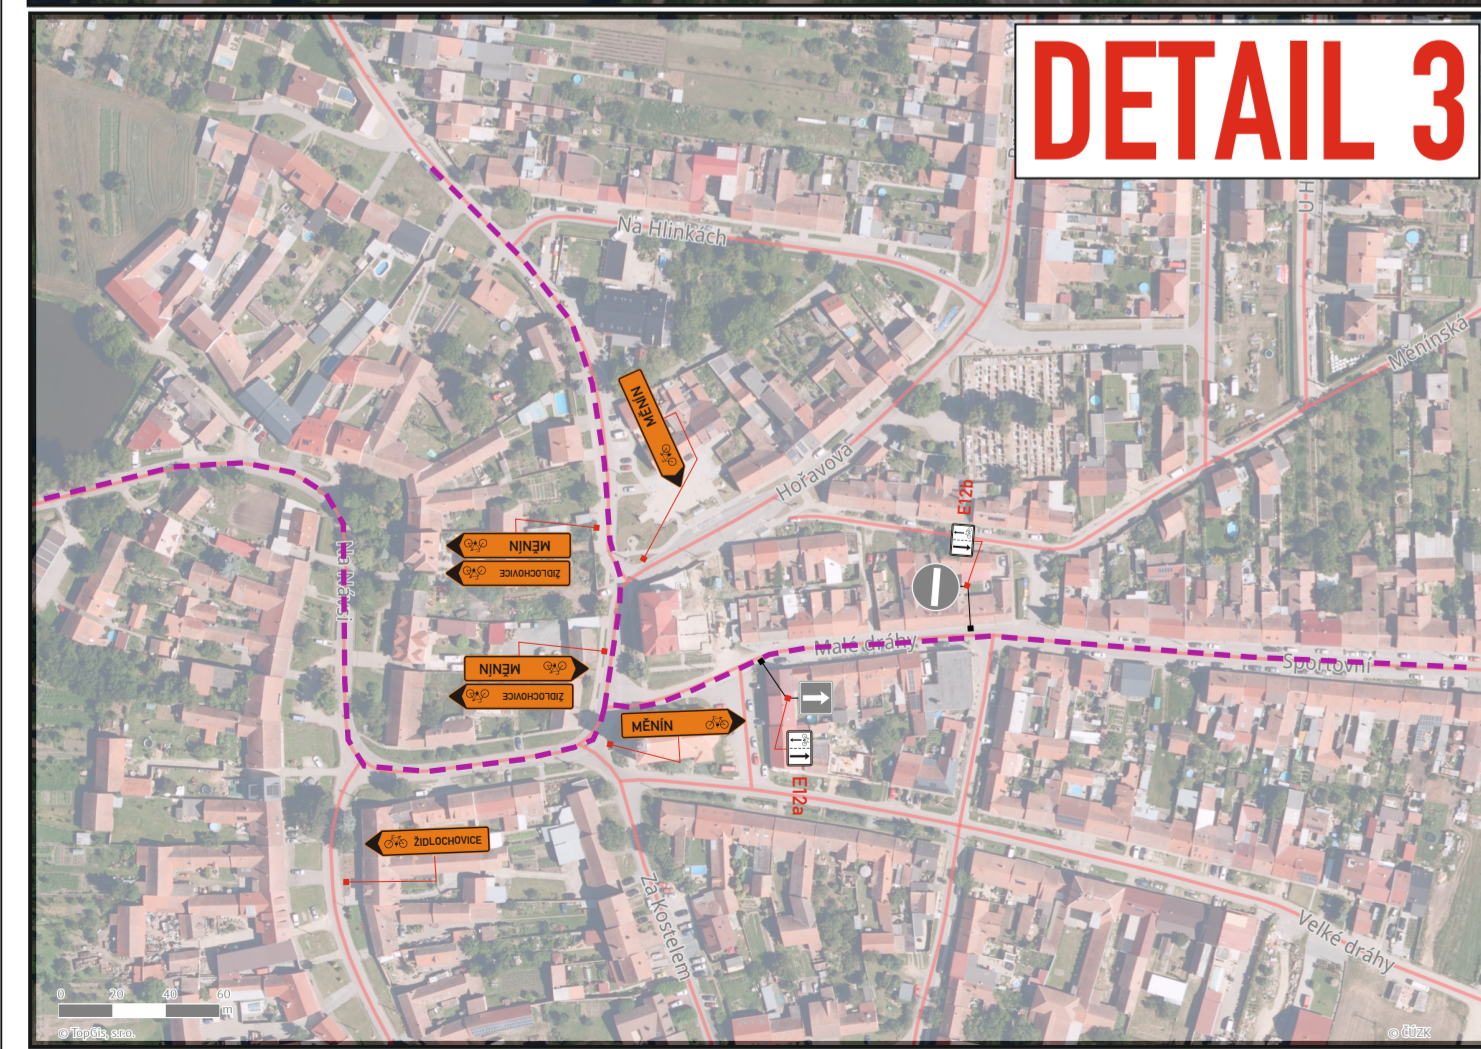 DETAIL 3
U H
Na Hlinkách
Měnínská
MĚNÍN
Hořavova
E12b
MĚNÍN
ŽIDLOCHOVICE
Na Návsi
Malé dráhy
Sportovní
MĚNÍN
ŽIDLOCHOVICE
MĚNÍN
E12a
ŽIDLOCHOVICE
Za Kostelem
Velké dráhy
0 20 40 60
m
© TopGis, s.r.o.
© ČÚZK